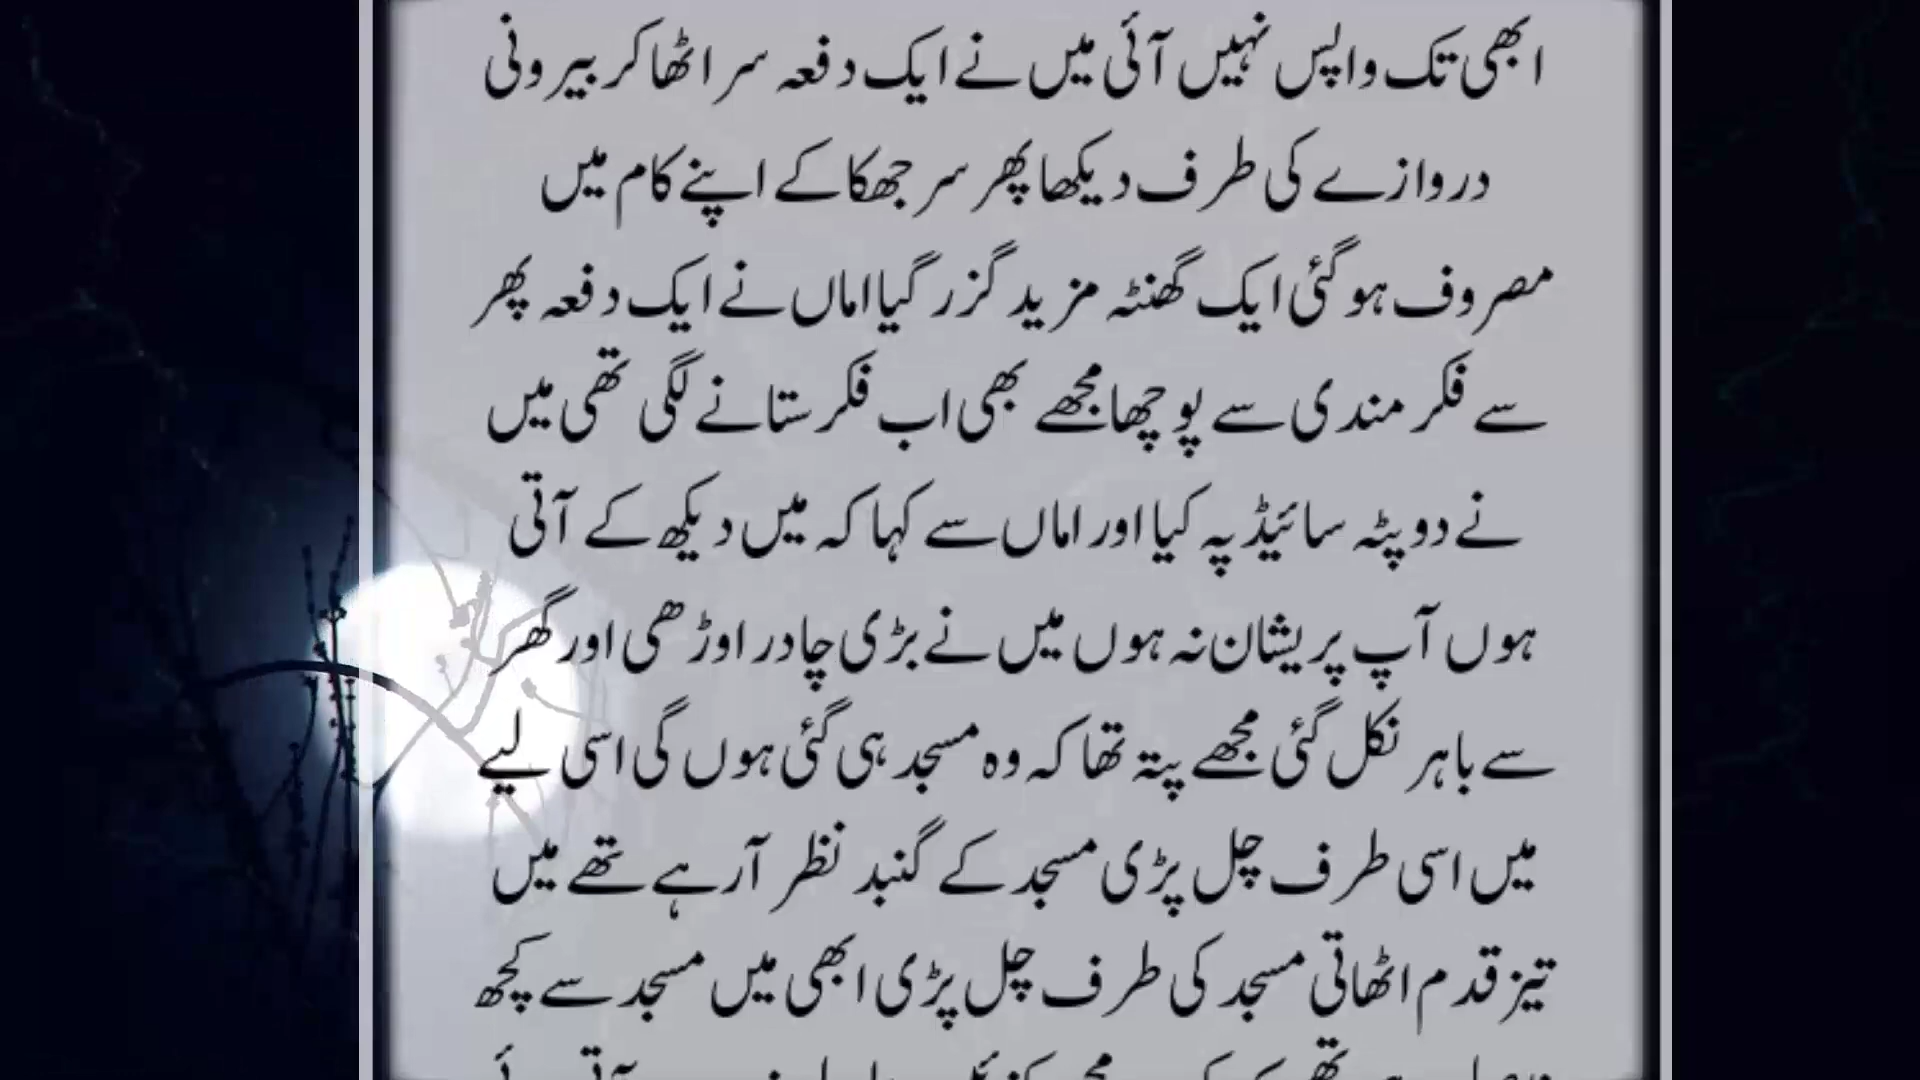 ابھی تک واپس نہیں آئی میں نے ایک دفعہ سر اٹھا کر بیرونی
دروازے کی طرف دیکھا پھر سر جھکا کے اپنے کام میں
مصروف ہو گئی ایک گھنٹہ مزید گزر گیا اماں نے ایک دفعہ پھر
سے فکر مندی سے پوچھا مجھے بھی اب فکر ستانے لگی تھی میں
نے دوپٹہ سائیڈ پہ کیا اور اماں سے کہا کہ میں دیکھ کے آتی
ہوں آپ پریشان نہ ہوں میں نے بڑی چادر اوڑھی اور گھر
سے باہر نکل گئی مجھے پتہ تھا کہ وہ مسجد ہی گئی ہوں گی اسی لیے
میں اسی طرف چل پڑی مسجد کے گنبد نظر آرہے تھے میں
تیز قدم اٹھاتی مسجد کی طرف چل پڑی ابھی میں مسجد سے کچھ